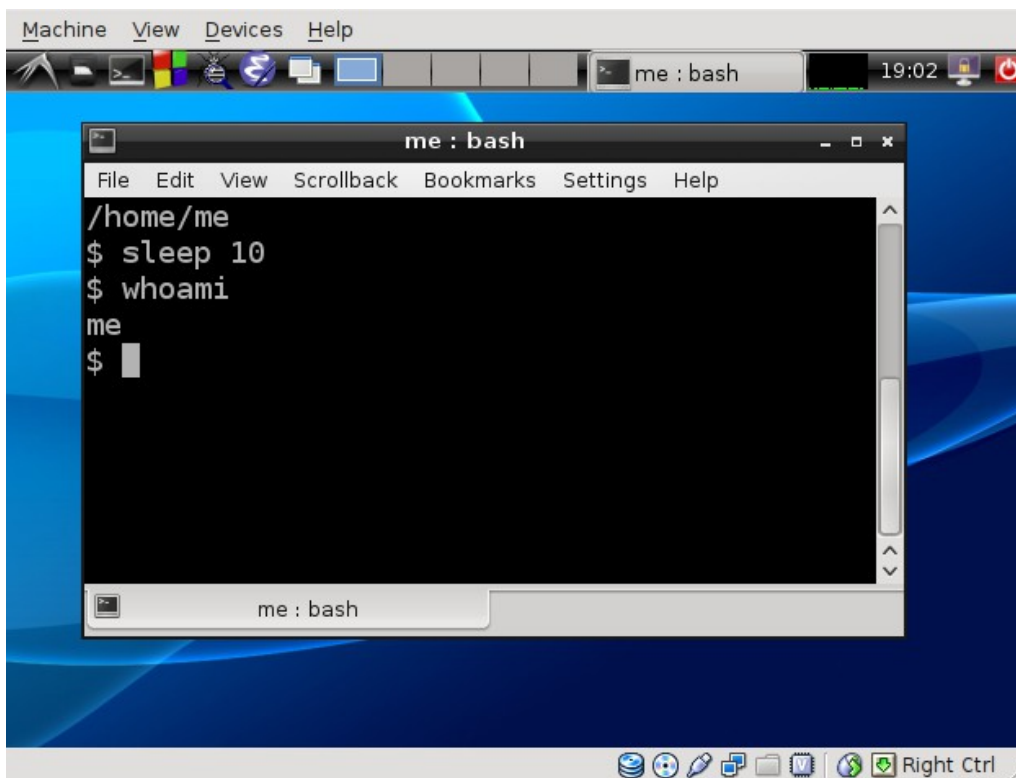 Machine View Devices Help
me : bash 19:02
me : bash
File Edit View Scrollback Bookmarks Settings Help
/home/me
$ sleep 10
$ whoami
me
$
me : bash
Right Ctrl